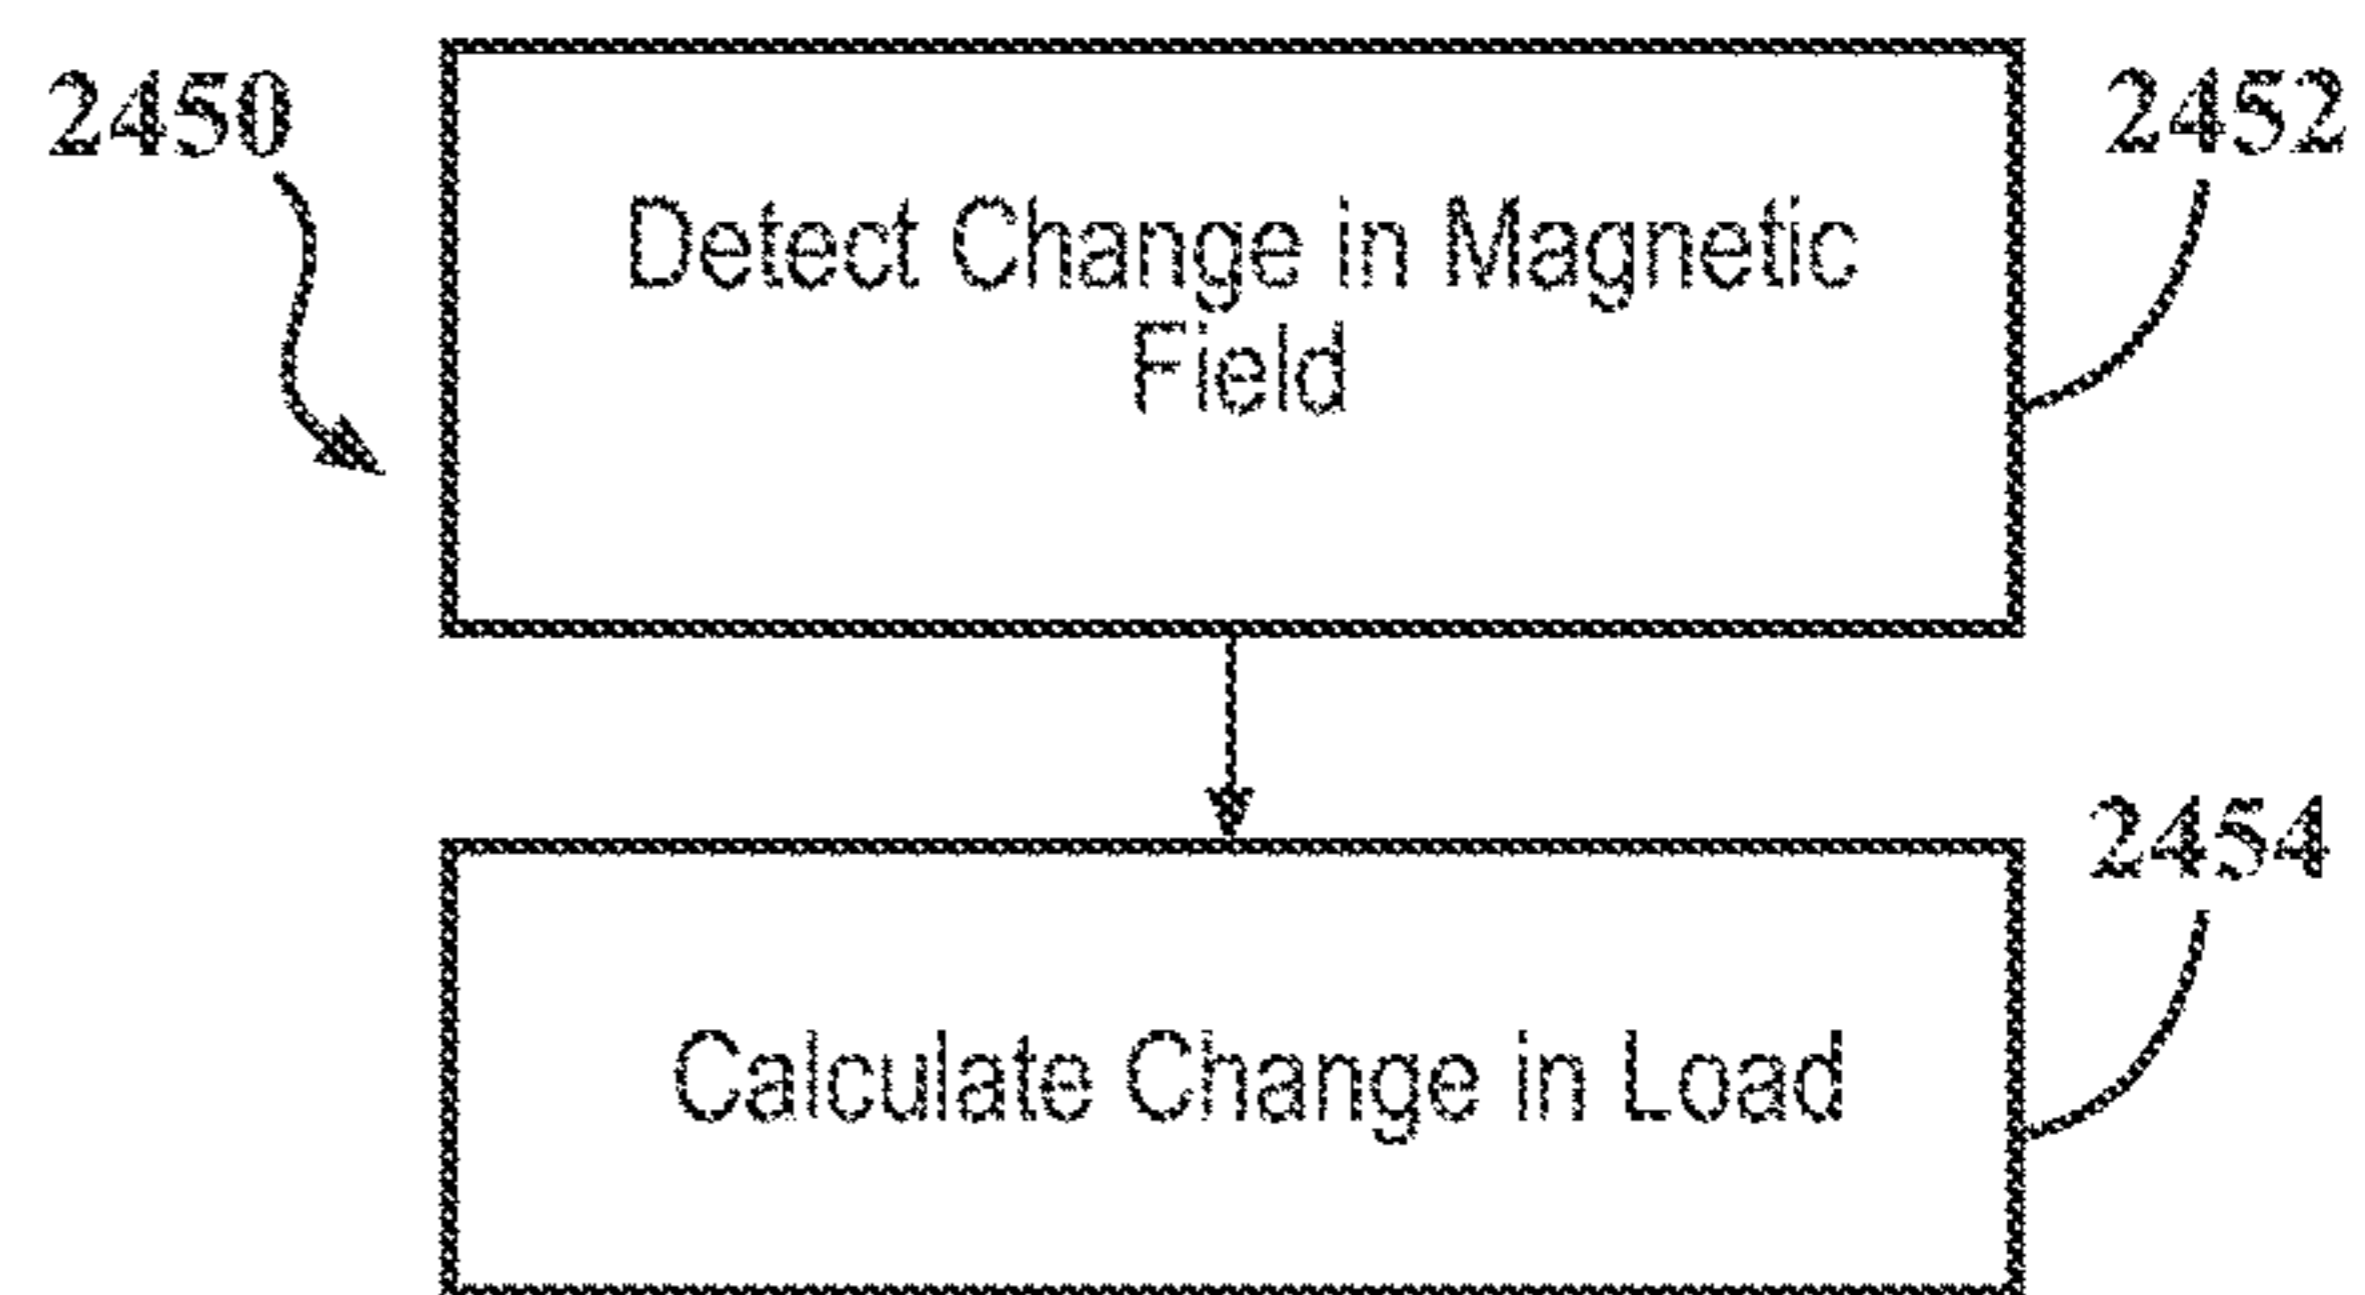 2450
2452
Detect Change in Magnetic
Field
2454
Calculate Change in Load